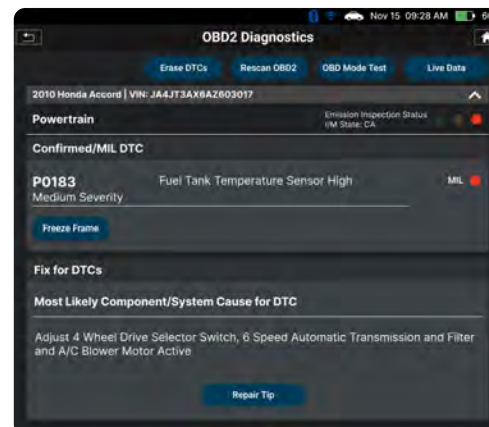 Nov 15 09:28 AM
OBD2 Diagnostics
Erase DTCs Rescan OBD2 OBD Mode Test Live Data
2010 Honda Accord | VIN: JA4JT3AX6AZ603017
Powertrain
Emission Inspection Status
I/M State: CA
Confirmed/MIL DTC
P0183 Fuel Tank Temperature Sensor High MIL
Medium Severity
Freeze Frame
Fix for DTCs
Most Likely Component/System Cause for DTC
Adjust 4 Wheel Drive Selector Switch, 6 Speed Automatic Transmission and Filter
and A/C Blower Motor Active
Repair Tip